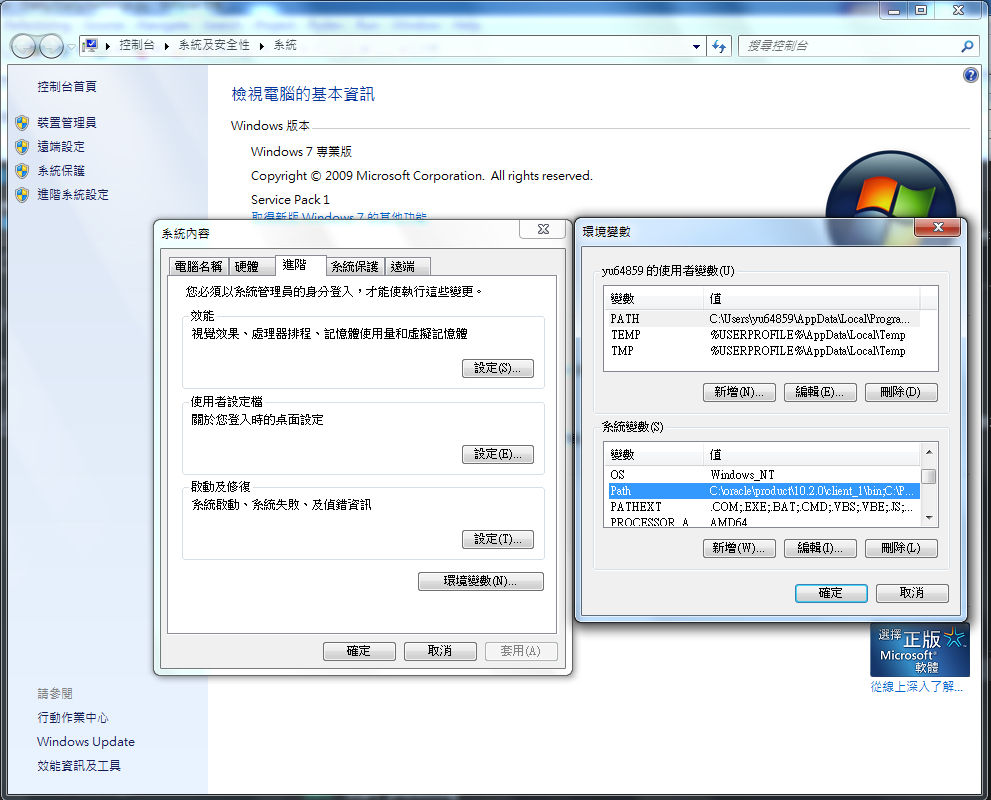 控制台 ▸ 系統及安全性 ▸ 系統
搜尋控制台
控制台首頁
裝置管理員
遠端設定
系統保護
進階系統設定
檢視電腦的基本資訊
Windows 版本
Windows 7 專業版
Copyright © 2009 Microsoft Corporation. All rights reserved.
Service Pack 1
取得新版 Windows 7 的其他功能
系統內容
電腦名稱 硬體 進階 系統保護 遠端
您必須以系統管理員的身分登入，才能使執行這些變更。
效能
視覺效果、處理器排程、記憶體使用量和虛擬記憶體
設定(S)...
使用者設定檔
關於您登入時的桌面設定
設定(E)...
啟動及修復
系統啟動、系統失敗、及偵錯資訊
設定(T)...
環境變數(N)...
確定 取消 套用(A)
環境變數
yu64859 的使用者變數(U)
變數 值
PATH C:\Users\yu64859\AppData\Local\Progra...
TEMP %USERPROFILE%\AppData\Local\Temp
TMP %USERPROFILE%\AppData\Local\Temp
新增(N)... 編輯(E)... 刪除(D)
系統變數(S)
變數 值
OS Windows_NT
Path C:\oracle\product\10.2.0\client_1\bin;C:\P...
PATHEXT .COM;.EXE;.BAT;.CMD;.VBS;.VBE;.JS;...
PROCESSOR_A AMD64
新增(W)... 編輯(I)... 刪除(L)
確定 取消
選擇 正版
Microsoft®
軟體
從線上深入了解...
請參閱
行動作業中心
Windows Update
效能資訊及工具